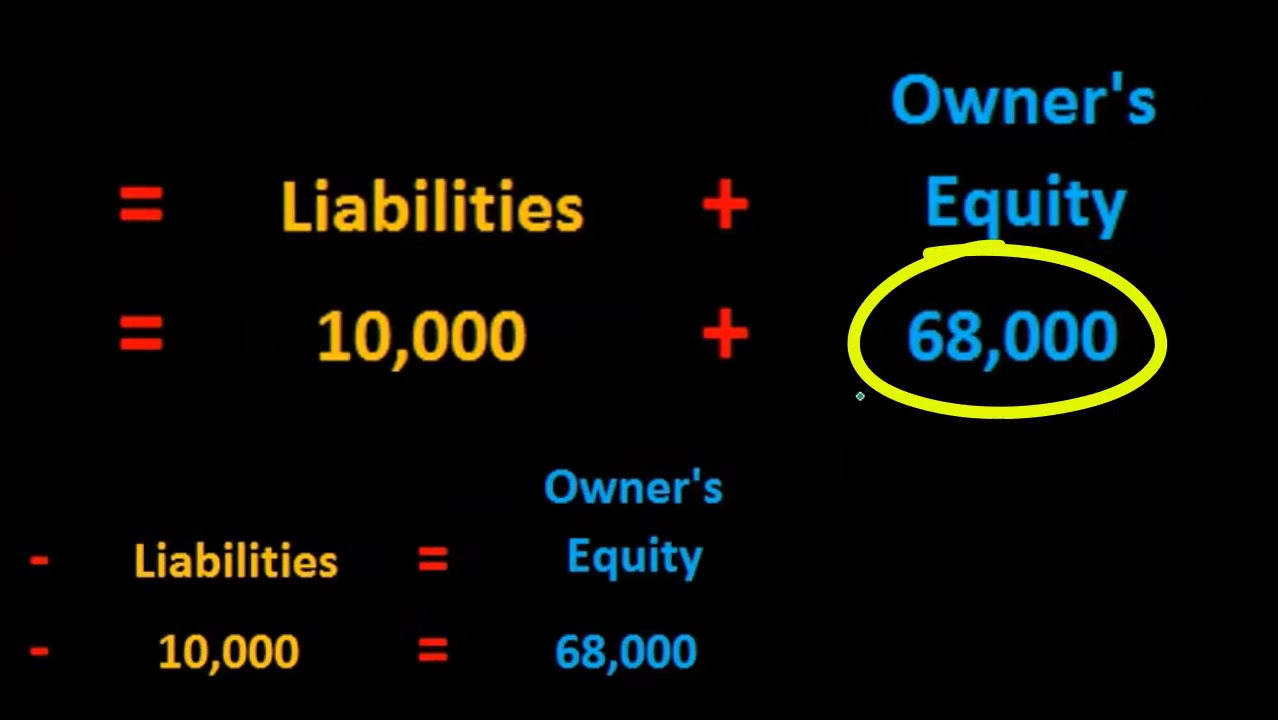 Owner's
= Liabilities + Equity
= 10,000 + 68,000
Owner's
- Liabilities = Equity
- 10,000 = 68,000